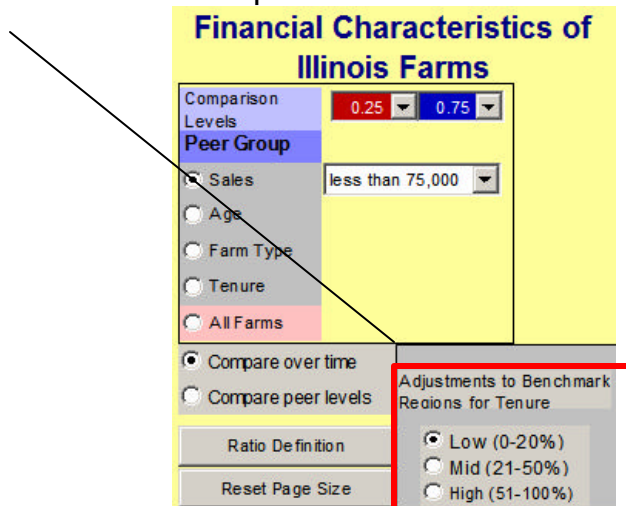 Financial Characteristics of
Illinois Farms
Comparison
Levels
0.25
0.75
Peer Group
Sales
less than 75,000
Age
Farm Type
Tenure
All Farms
Compare over time
Compare peer levels
Ratio Definition
Reset Page Size
Adjustments to Benchmark
Regions for Tenure
Low (0-20%)
Mid (21-50%)
High (51-100%)